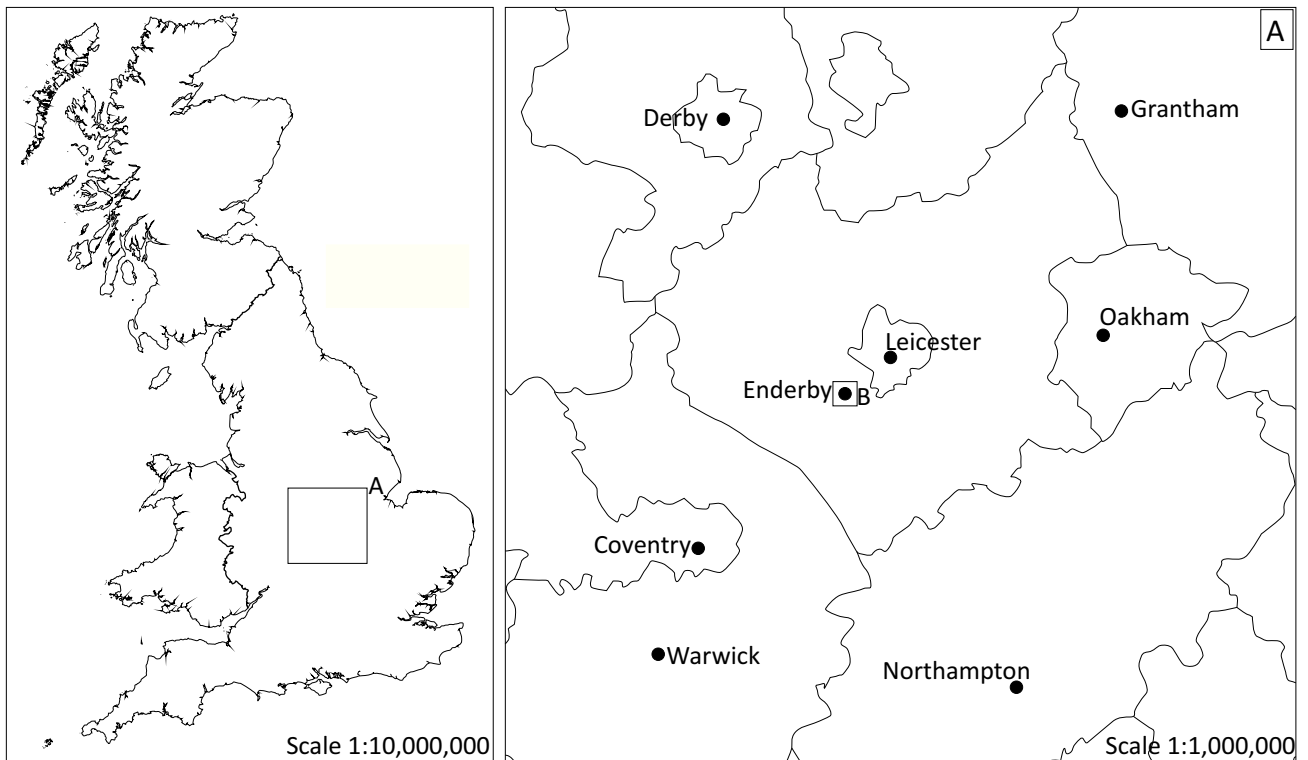 A
Scale 1:10,000,000
A
Derby
Grantham
Oakham
Leicester
Enderby
B
Coventry
Warwick
Northampton
Scale 1:1,000,000